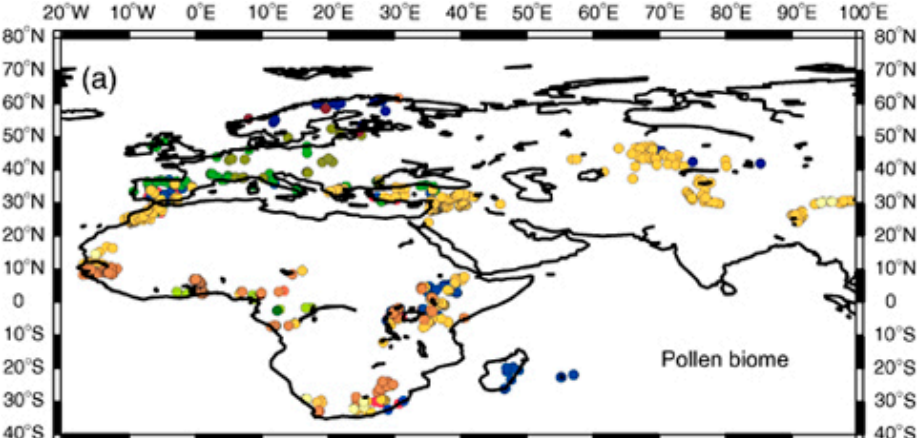 20°W 10°W 0°E 10°E 20°E 30°E 40°E 50°E 60°E 70°E 80°E 90°E 100°E
80°N 80°N
(a)
70°N 70°N
60°N 60°N
50°N 50°N
40°N 40°N
30°N 30°N
20°N 20°N
10°N 10°N
0 0
10°S 10°S
Pollen biome
20°S 20°S
30°S 30°S
40°S 40°S